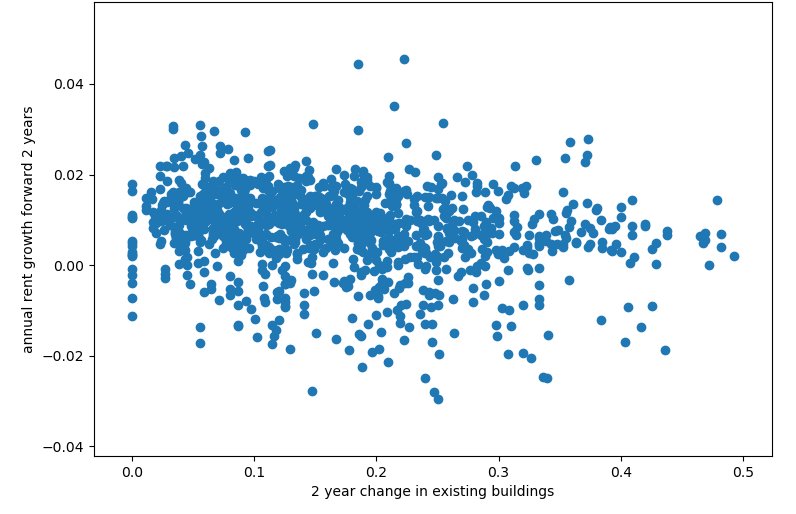 0.04
0.02
0.00
−0.02
−0.04
annual rent growth forward 2 years
0.0 0.1 0.2 0.3 0.4 0.5
2 year change in existing buildings